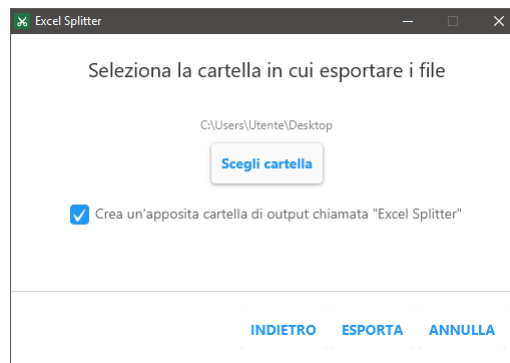 Excel Splitter
Seleziona la cartella in cui esportare i file
C:\Users\Utente\Desktop
Scegli cartella
Crea un'apposita cartella di output chiamata "Excel Splitter"
INDIETRO ESPORTA ANNULLA